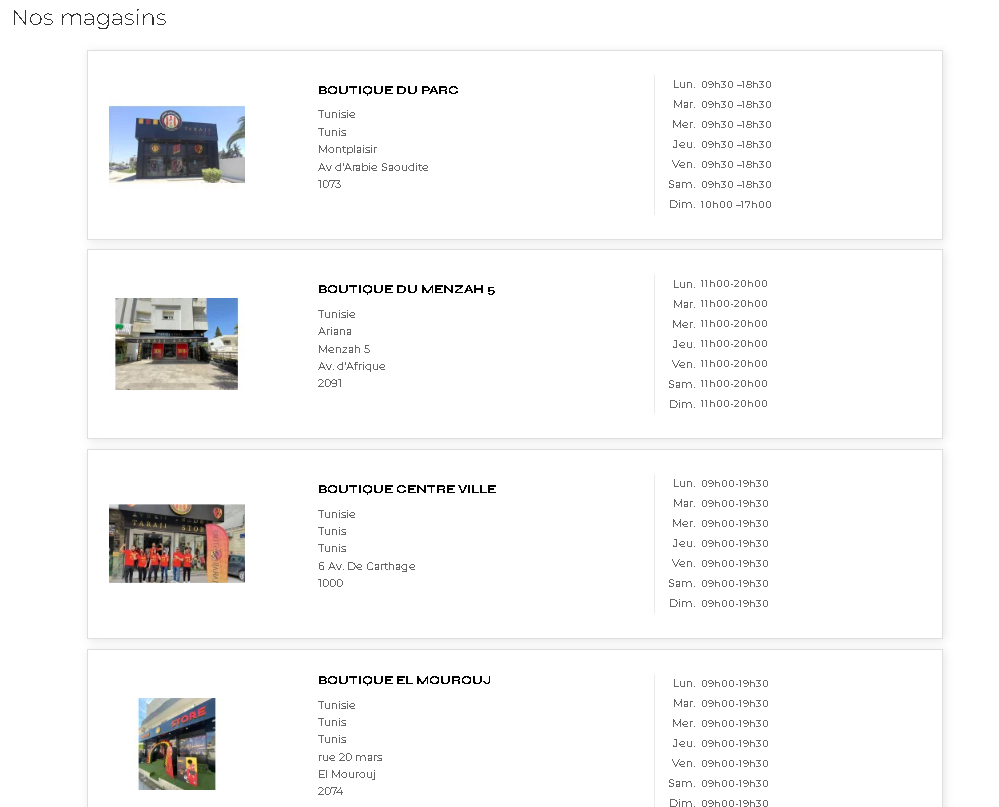 Nos magasins
BOUTIQUE DU PARC
Tunisie
Tunis
Montplaisir
Av d'Arabie Saoudite
1073
Lun. 09h30 –18h30
Mar. 09h30 –18h30
Mer. 09h30 –18h30
Jeu. 09h30 –18h30
Ven. 09h30 –18h30
Sam. 09h30 –18h30
Dim. 10h00 –17h00
BOUTIQUE DU MENZAH 5
Tunisie
Ariana
Menzah 5
Av. d'Afrique
2091
Lun. 11h00-20h00
Mar. 11h00-20h00
Mer. 11h00-20h00
Jeu. 11h00-20h00
Ven. 11h00-20h00
Sam. 11h00-20h00
Dim. 11h00-20h00
TARAJI STORE
BOUTIQUE CENTRE VILLE
Tunisie
Tunis
Tunis
6 Av. De Carthage
1000
Lun. 09h00-19h30
Mar. 09h00-19h30
Mer. 09h00-19h30
Jeu. 09h00-19h30
Ven. 09h00-19h30
Sam. 09h00-19h30
Dim. 09h00-19h30
STORE
BOUTIQUE EL MOUROUJ
Tunisie
Tunis
Tunis
rue 20 mars
El Mourouj
2074
Lun. 09h00-19h30
Mar. 09h00-19h30
Mer. 09h00-19h30
Jeu. 09h00-19h30
Ven. 09h00-19h30
Sam. 09h00-19h30
Dim. 09h00-19h30